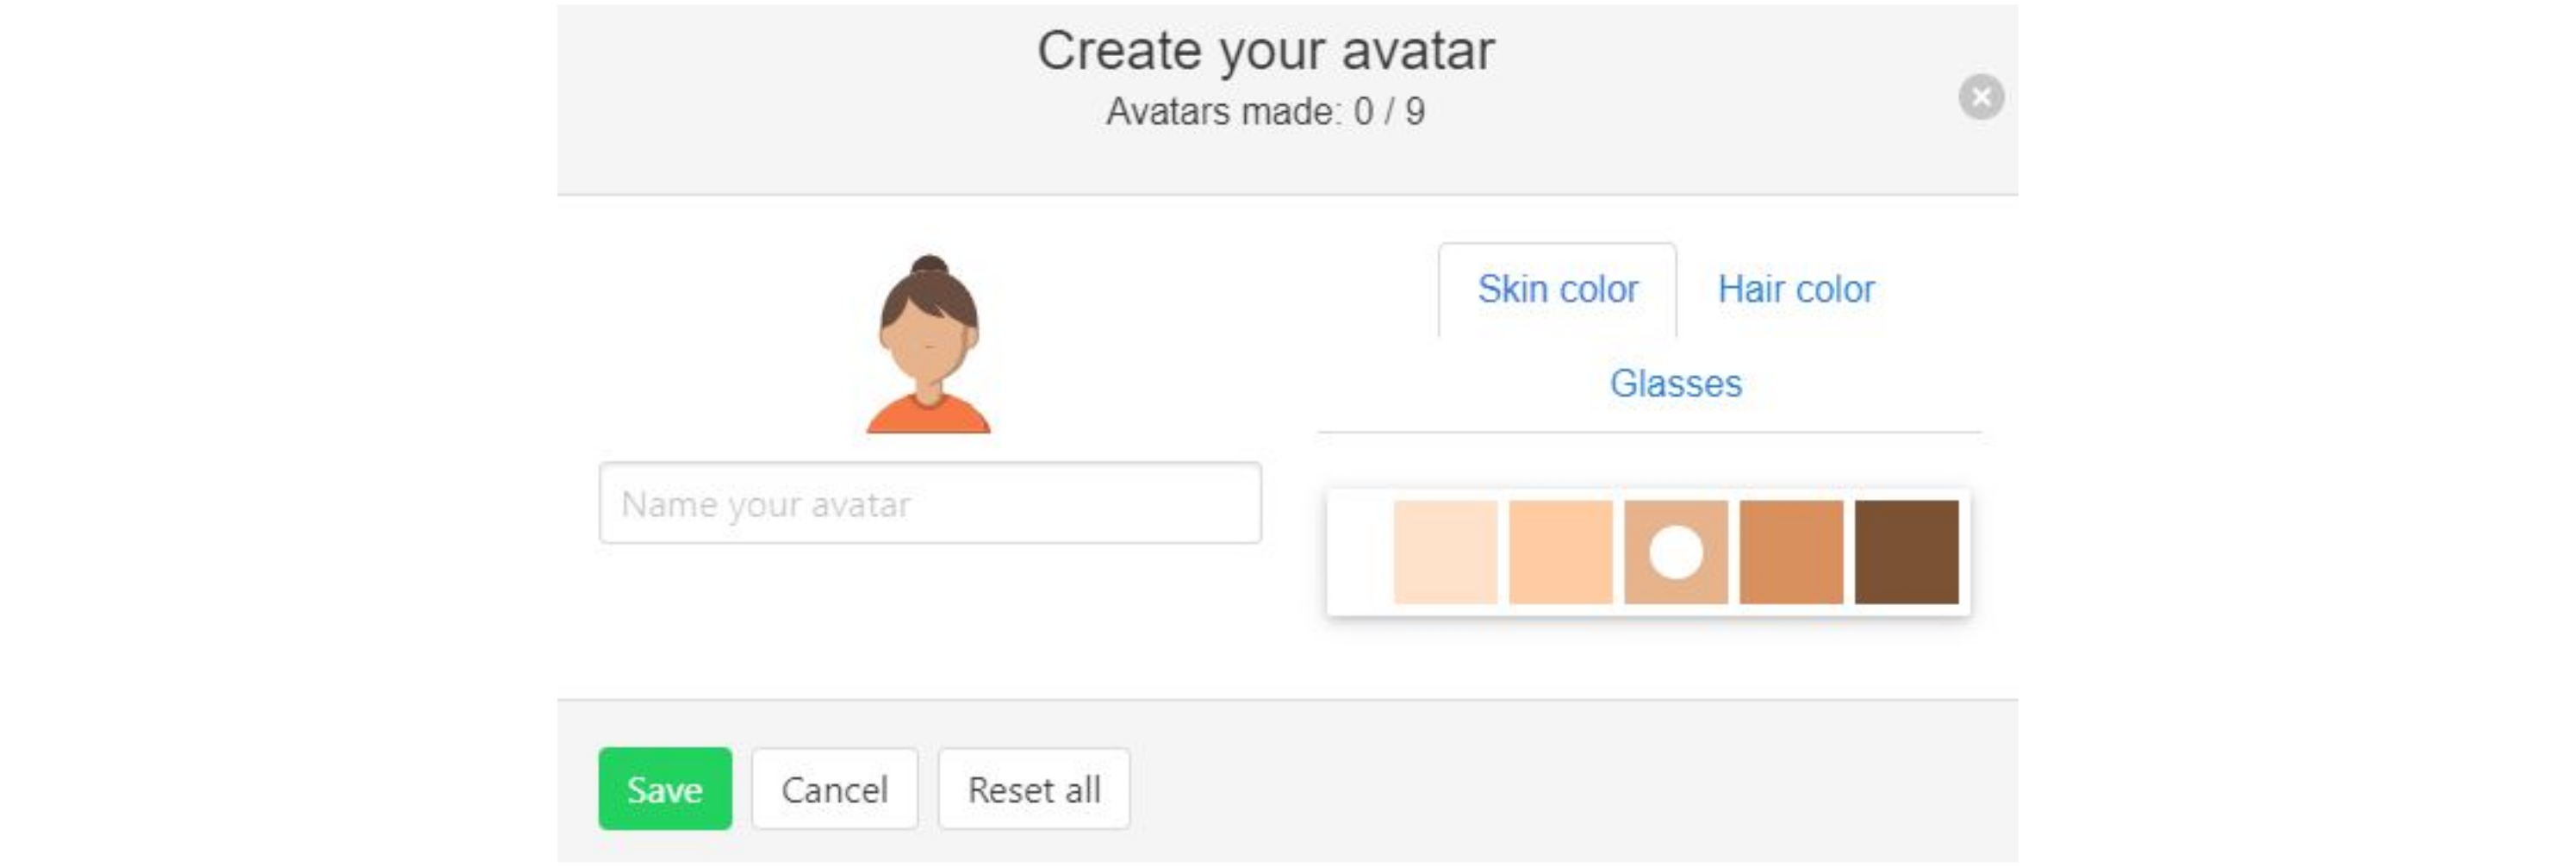 Create your avatar
Avatars made: 0 / 9
Skin color
Hair color
Glasses
Name your avatar
Save
Cancel
Reset all